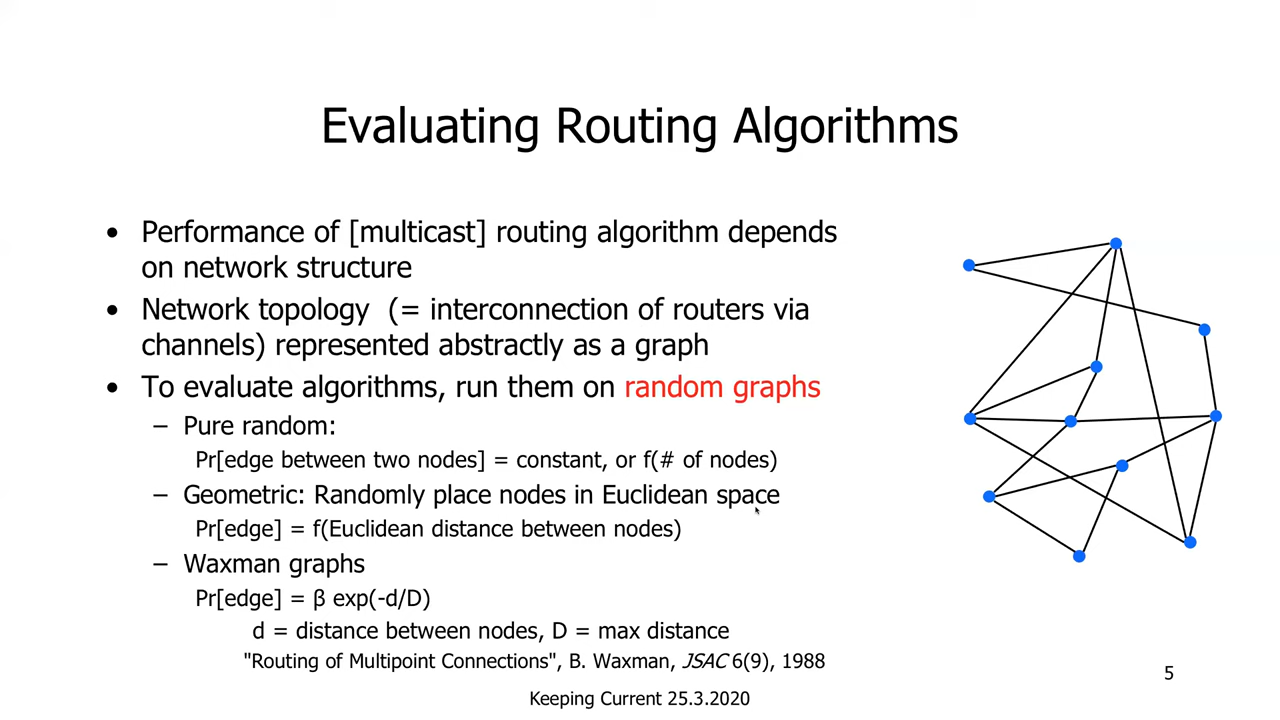 Evaluating Routing Algorithms
• Performance of [multicast] routing algorithm depends
on network structure
• Network topology (= interconnection of routers via
channels) represented abstractly as a graph
• To evaluate algorithms, run them on random graphs
– Pure random:
Pr[edge between two nodes] = constant, or f(# of nodes)
– Geometric: Randomly place nodes in Euclidean space
Pr[edge] = f(Euclidean distance between nodes)
– Waxman graphs
Pr[edge] = β exp(-d/D)
d = distance between nodes, D = max distance
"Routing of Multipoint Connections", B. Waxman, JSAC 6(9), 1988
5
Keeping Current 25.3.2020